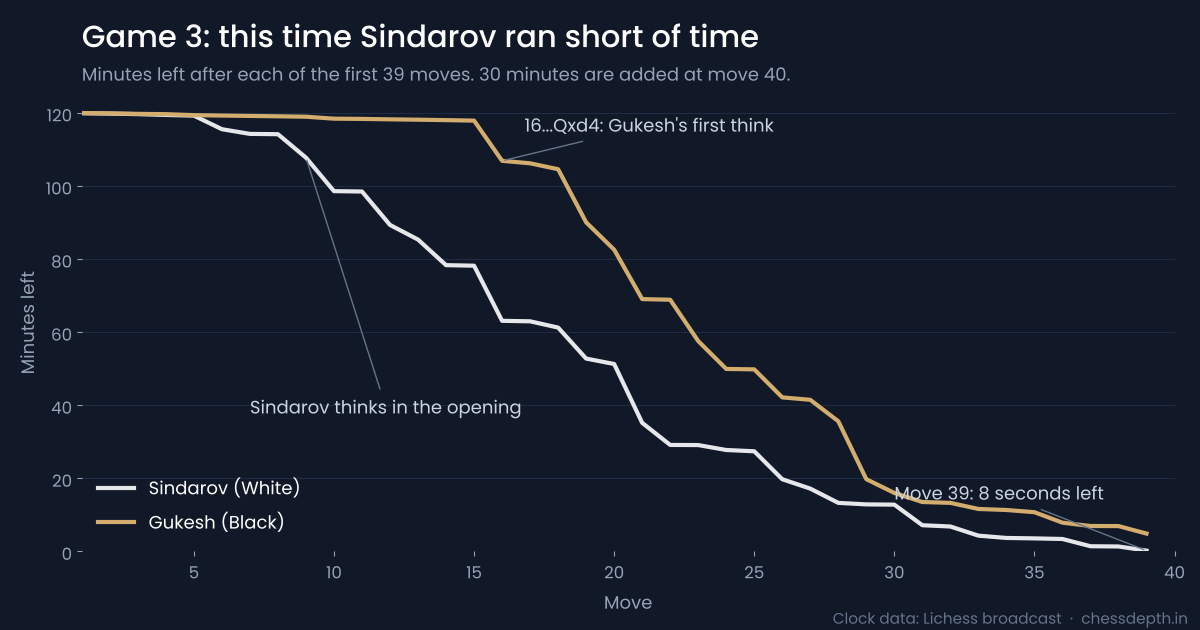 Game 3: this time Sindarov ran short of time
Minutes left after each of the first 39 moves. 30 minutes are added at move 40.
120
100
80
60
40
20
0
Minutes left
16...Qxd4: Gukesh's first think
Sindarov thinks in the opening
Move 39: 8 seconds left
Sindarov (White)
Gukesh (Black)
5 10 15 20 25 30 35 40
Move
Clock data: Lichess broadcast · chessdepth.in